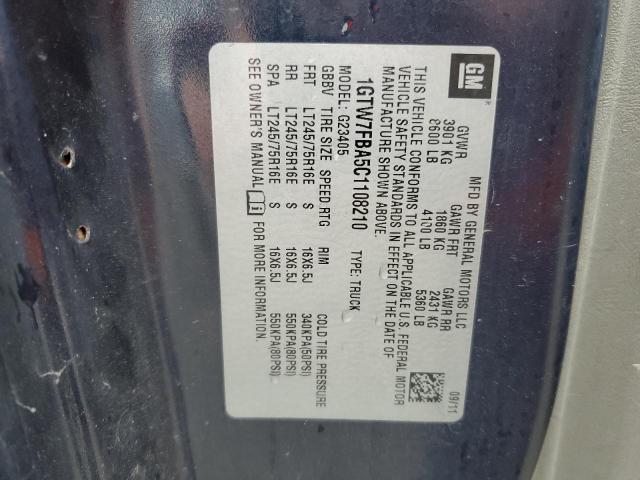 GM
MFD BY GENERAL MOTORS LLC
09/11
GVWR
GAWR FRT
GAWR RR
3901 KG
1860 KG
2431 KG
8600 LB
4100 LB
5360 LB
THIS VEHICLE CONFORMS TO ALL APPLICABLE U.S. FEDERAL MOTOR
VEHICLE SAFETY STANDARDS IN EFFECT ON THE DATE OF
MANUFACTURE SHOWN ABOVE.
1GTW7FBA5C1108210
TYPE: TRUCK
MODEL: G23405
GBBV TIRE SIZE SPEED RTG RIM COLD TIRE PRESSURE
FRT LT245/75R16E S 16X6.5J 340KPA(50PSI)
RR LT245/75R16E S 16X6.5J 550KPA(80PSI)
SPA LT245/75R16E S 16X6.5J 550KPA(80PSI)
SEE OWNER'S MANUAL FOR MORE INFORMATION.